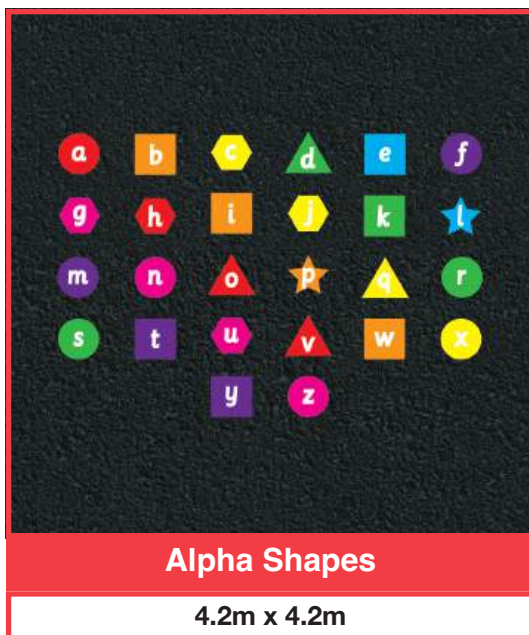 a b c d e f
g h i j k l
m n o p q r
s t u v w x
y z
Alpha Shapes
4.2m x 4.2m